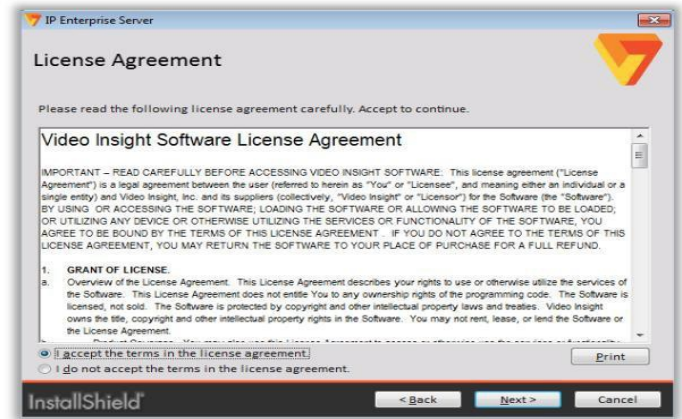 IP Enterprise Server
License Agreement
Please read the following license agreement carefully. Accept to continue.
Video Insight Software License Agreement
IMPORTANT – READ CAREFULLY BEFORE ACCESSING VIDEO INSIGHT SOFTWARE: This license agreement ("License
Agreement") is a legal agreement between the user (referred to herein as "You" or "Licensee", and meaning either an individual or a
single entity) and Video Insight, Inc. and its suppliers (collectively, "Video Insight" or "Licensor") for the Software (the "Software").
BY USING OR ACCESSING THE SOFTWARE; LOADING THE SOFTWARE OR ALLOWING THE SOFTWARE TO BE LOADED;
OR UTILIZING ANY DEVICE OR OTHERWISE UTILIZING THE SERVICES OR FUNCTIONALITY OF THE SOFTWARE, YOU
AGREE TO BE BOUND BY THE TERMS OF THIS LICENSE AGREEMENT . IF YOU DO NOT AGREE TO THE TERMS OF THIS
LICENSE AGREEMENT, YOU MAY RETURN THE SOFTWARE TO YOUR PLACE OF PURCHASE FOR A FULL REFUND.
1. GRANT OF LICENSE.
a. Overview of the License Agreement. This License Agreement describes your rights to use or otherwise utilize the services of
the Software. This License Agreement does not entitle You to any ownership rights of the programming code. The Software is
licensed, not sold. The Software is protected by copyright and other intellectual property laws and treaties. Video Insight
owns the title, copyright and other intellectual property rights in the Software. You may not rent, lease, or lend the Software or
the License Agreement.
I accept the terms in the license agreement.
Print
I do not accept the terms in the license agreement.
InstallShield
< Back
Next >
Cancel